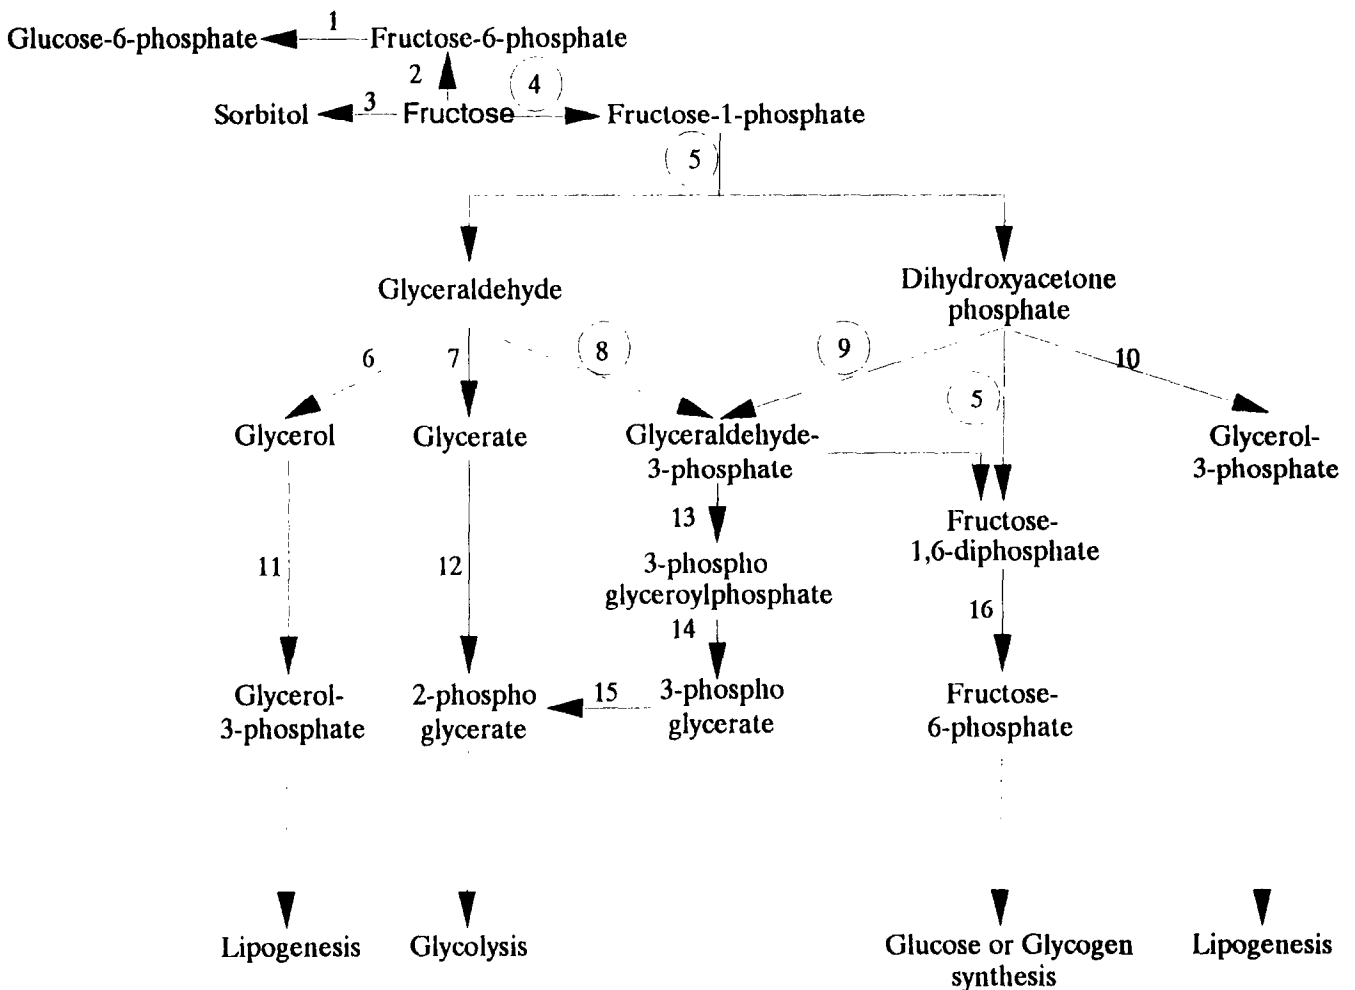 1
Glucose-6-phosphate Fructose-6-phosphate
2 4
Sorbitol 3 Fructose Fructose-1-phosphate
5
Glyceraldehyde
Dihydroxyacetone
phosphate
6 7 8 9 10
5
Glycerol Glycerate
Glyceraldehyde-
3-phosphate
Glycerol-
3-phosphate
13
Fructose-
1,6-diphosphate
11 12
3-phospho
glyceroylphosphate
14
16
Glycerol-
3-phosphate
2-phospho
glycerate
15
3-phospho
glycerate
Fructose-
6-phosphate
Lipogenesis Glycolysis
Glucose or Glycogen
synthesis
Lipogenesis